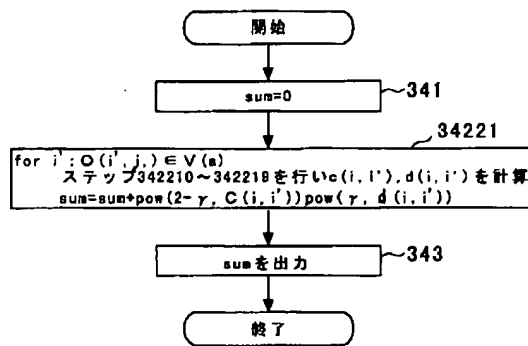 開始
sum=0
341
34221
for i':O(i',j,)∈V(s)
ステップ342210~342219を行いc(i,i'),d(i,i')を計算
sum=sum+pow(2-γ,C(i,i'))pow(γ,d(i,i'))
sumを出力
343
終了